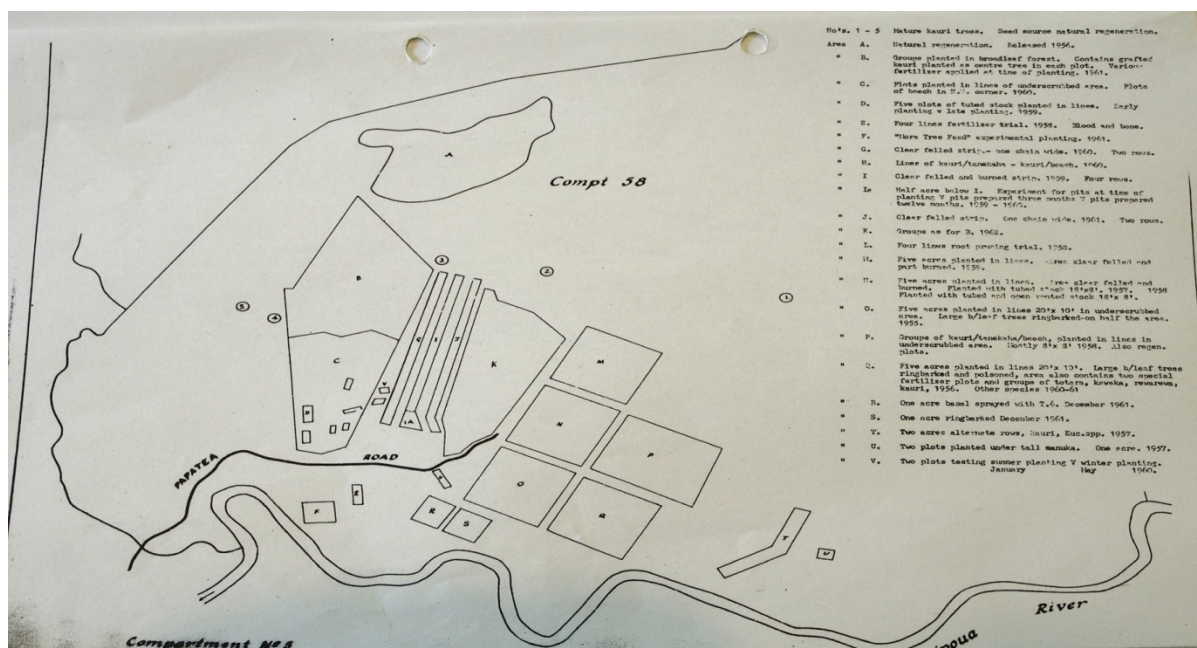 No's. 1 - 5 Mature kauri trees. Seed source natural regeneration.
Area A. Natural regeneration. Released 1956.
" B. Groups planted in broadleaf forest. Contains grafted
kauri planted as centre tree in each plot. Various
fertilizer applied at time of planting. 1961.
" C. Plots planted in lines of underscrubbed area. Plots
of beech in corner. 1960.
" D. Five plots of tubed stock planted in lines. Early
planting v late planting. 1959.
" E. Four lines fertilizer trial. 1958. Blood and bone.
" F. Tree experimental planting. 1961.
" G. Clear felled strip.- one chain wide. 1960. Two rows.
" H. Lines of kauri/tanekaha - kauri/beech. 1960.
" I Clear felled and burned strip. 1959. Four rows.
" Half acre below I. Experiment for pits at time of
planting V pits prepared three months V pits prepared
twelve months. 1959 - 1960.
" J. Clear felled strip. One chain wide. 1961. Two rows.
" K. Groups as for B. 1962.
" L. Four lines root pruning trial. 1958.
" M. Five acres planted in lines. Area clear felled and
part burned. 1959.
" N. Five acres planted in lines. Area clear felled and
burned. Planted with tubed stock 18'x8'. 1957. 1958
Planted with tubed and open rooted stock 18'x 8'.
" O. Five acres planted in lines 20'x 10' in underscrubbed
area. Large b/leaf trees ringbarked-on half the area.
1955.
" P. Groups of kauri/tanekaha/beech, planted in lines in
underscrubbed area. Mostly 8'x 8' 1958. Also regen.
plots.
" Q. Five acres planted in lines 20'x 10'. Large b/leaf trees
ringbarked and poisoned, area also contains two special
fertilizer plots and groups of totara, rewarewa,
kauri, 1956. Other species 1960-61
" R. One acre basal sprayed with T.6. December 1961.
" S. One acre ringbarked December 1961.
" T. Two acres alternate rows, Kauri, Euc.spp. 1957.
" U. Two plots planted under tall manuka. One acre. 1957.
" V. Two plots testing summer planting V winter planting.
January May 1960.
A
Compt 58
3
2
1
B
5
4
G
I
J
M
C
K
V
D
IA
N
P
ROAD
PAPATEA
E
O
F
R
S
Q
T
U
River
poua
Compartment Nº5